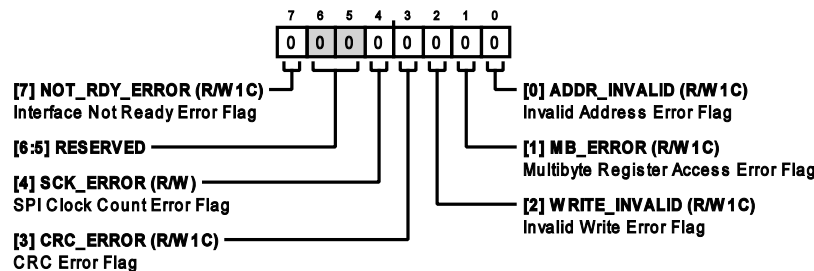 7 6 5 4 3 2 1 0
0 0 0 0 0 0 0 0
[7] NOT_RDY_ERROR (R/W1C)
Interface Not Ready Error Flag
[6:5] RESERVED
[4] SCK_ERROR (R/W)
SPI Clock Count Error Flag
[3] CRC_ERROR (R/W1C)
CRC Error Flag
[0] ADDR_INVALID (R/W1C)
Invalid Address Error Flag
[1] MB_ERROR (R/W1C)
Multibyte Register Access Error Flag
[2] WRITE_INVALID (R/W1C)
Invalid Write Error Flag